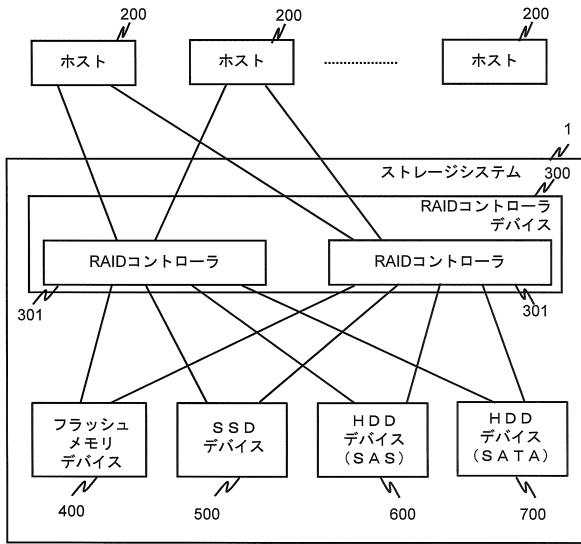 200 200 200
ホスト ホスト ホスト
1
ストレージシステム
300
RAIDコントローラ
デバイス
RAIDコントローラ RAIDコントローラ
301 301
フラッシュ
メモリ
デバイス
SSD
デバイス
HDD
デバイス
(SAS)
HDD
デバイス
(SATA)
400 500 600 700